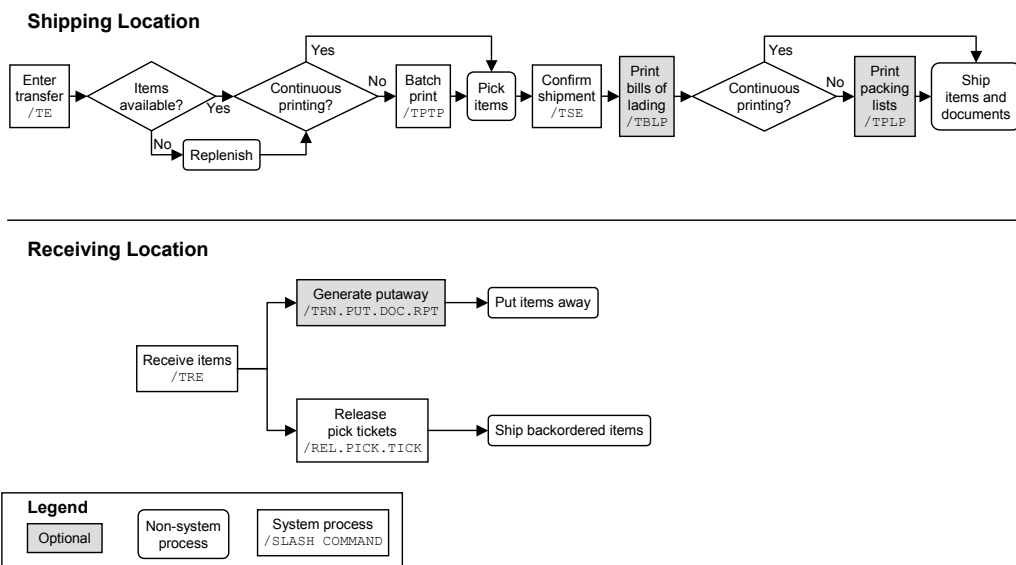 Shipping Location
Enter
transfer
/TE
Items
available?
Yes
No
Replenish
Continuous
printing?
Yes
No
Batch
print
/TPTP
Pick
items
Confirm
shipment
/TSE
Print
bills of
lading
/TBLP
Continuous
printing?
Yes
No
Print
packing
lists
/TPLP
Ship
items and
documents
Receiving Location
Receive items
/TRE
Generate putaway
/TRN.PUT.DOC.RPT
Put items away
Release
pick tickets
/REL.PICK.TICK
Ship backordered items
Legend
Optional
Non-system
process
System process
/SLASH COMMAND